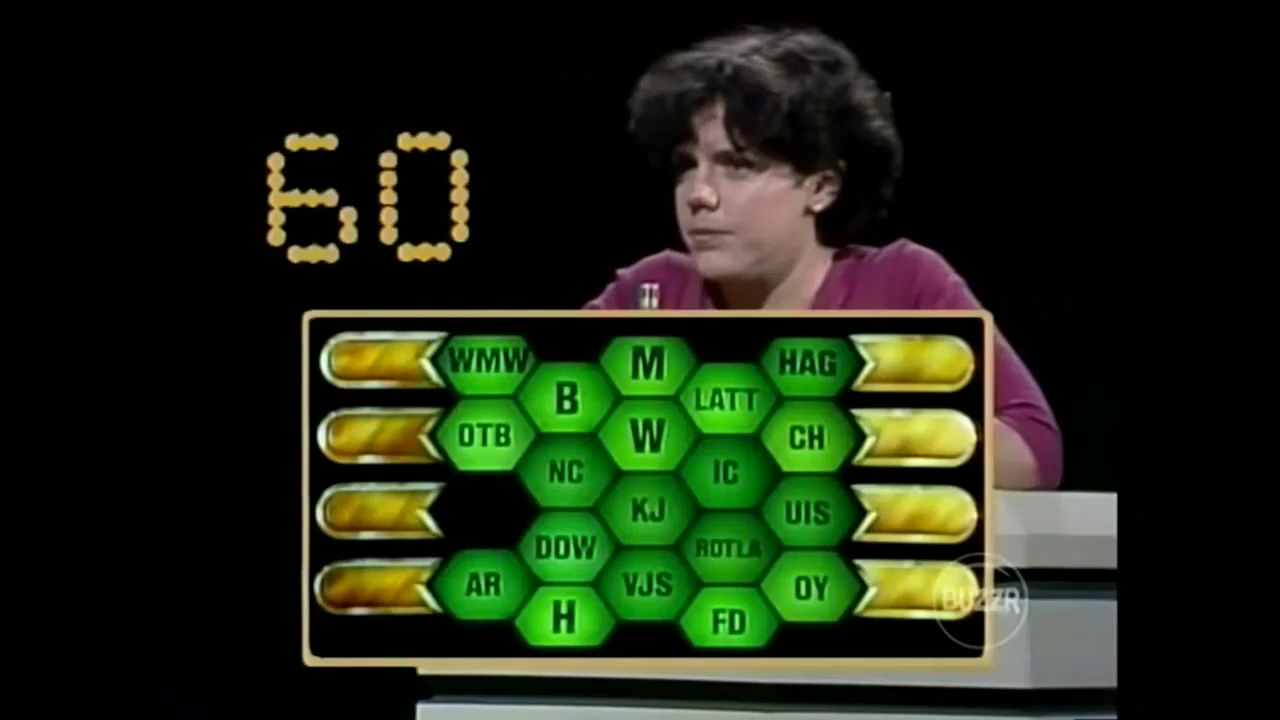 60
WMW M HAG
B LATT
OTB W CH
NC IC
KJ UIS
DOW ROTLA
AR VJS OY
H FD
BUZZR